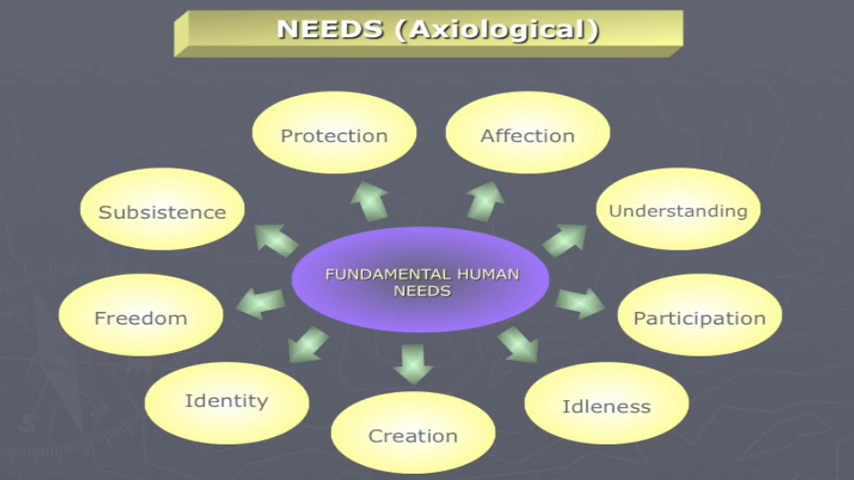 NEEDS (Axiological)
Protection
Affection
Subsistence
Understanding
FUNDAMENTAL HUMAN
NEEDS
Freedom
Participation
Identity
Idleness
Creation
S